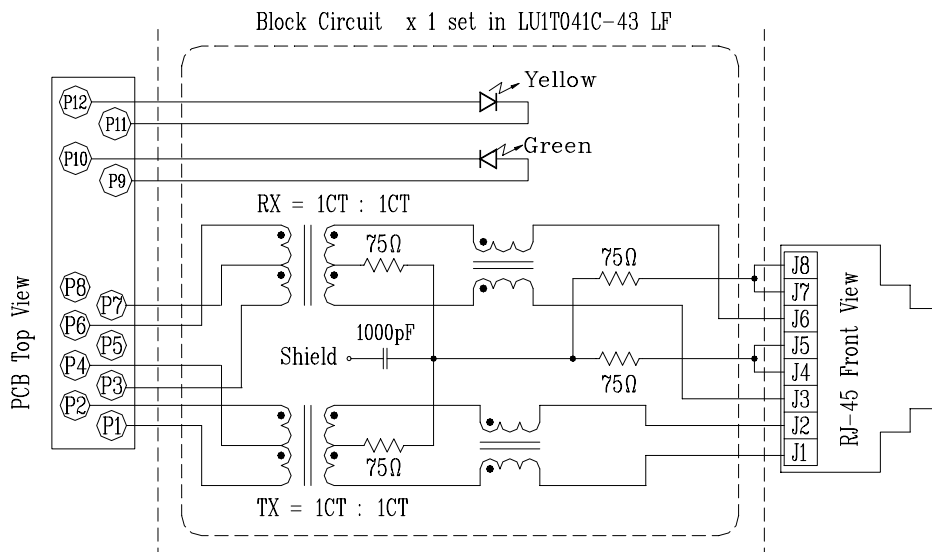 Block Circuit x 1 set in LU1T041C-43 LF
P12
Yellow
P11
P10
Green
P9
RX = 1CT : 1CT
75Ω
75Ω
J8
P8
J7
P7
P6
J6
1000pF
P5
Shield
J5
P4
J4
P3
75Ω
J3
P2
J2
P1
J1
75Ω
TX = 1CT : 1CT
PCB Top View
RJ-45 Front View